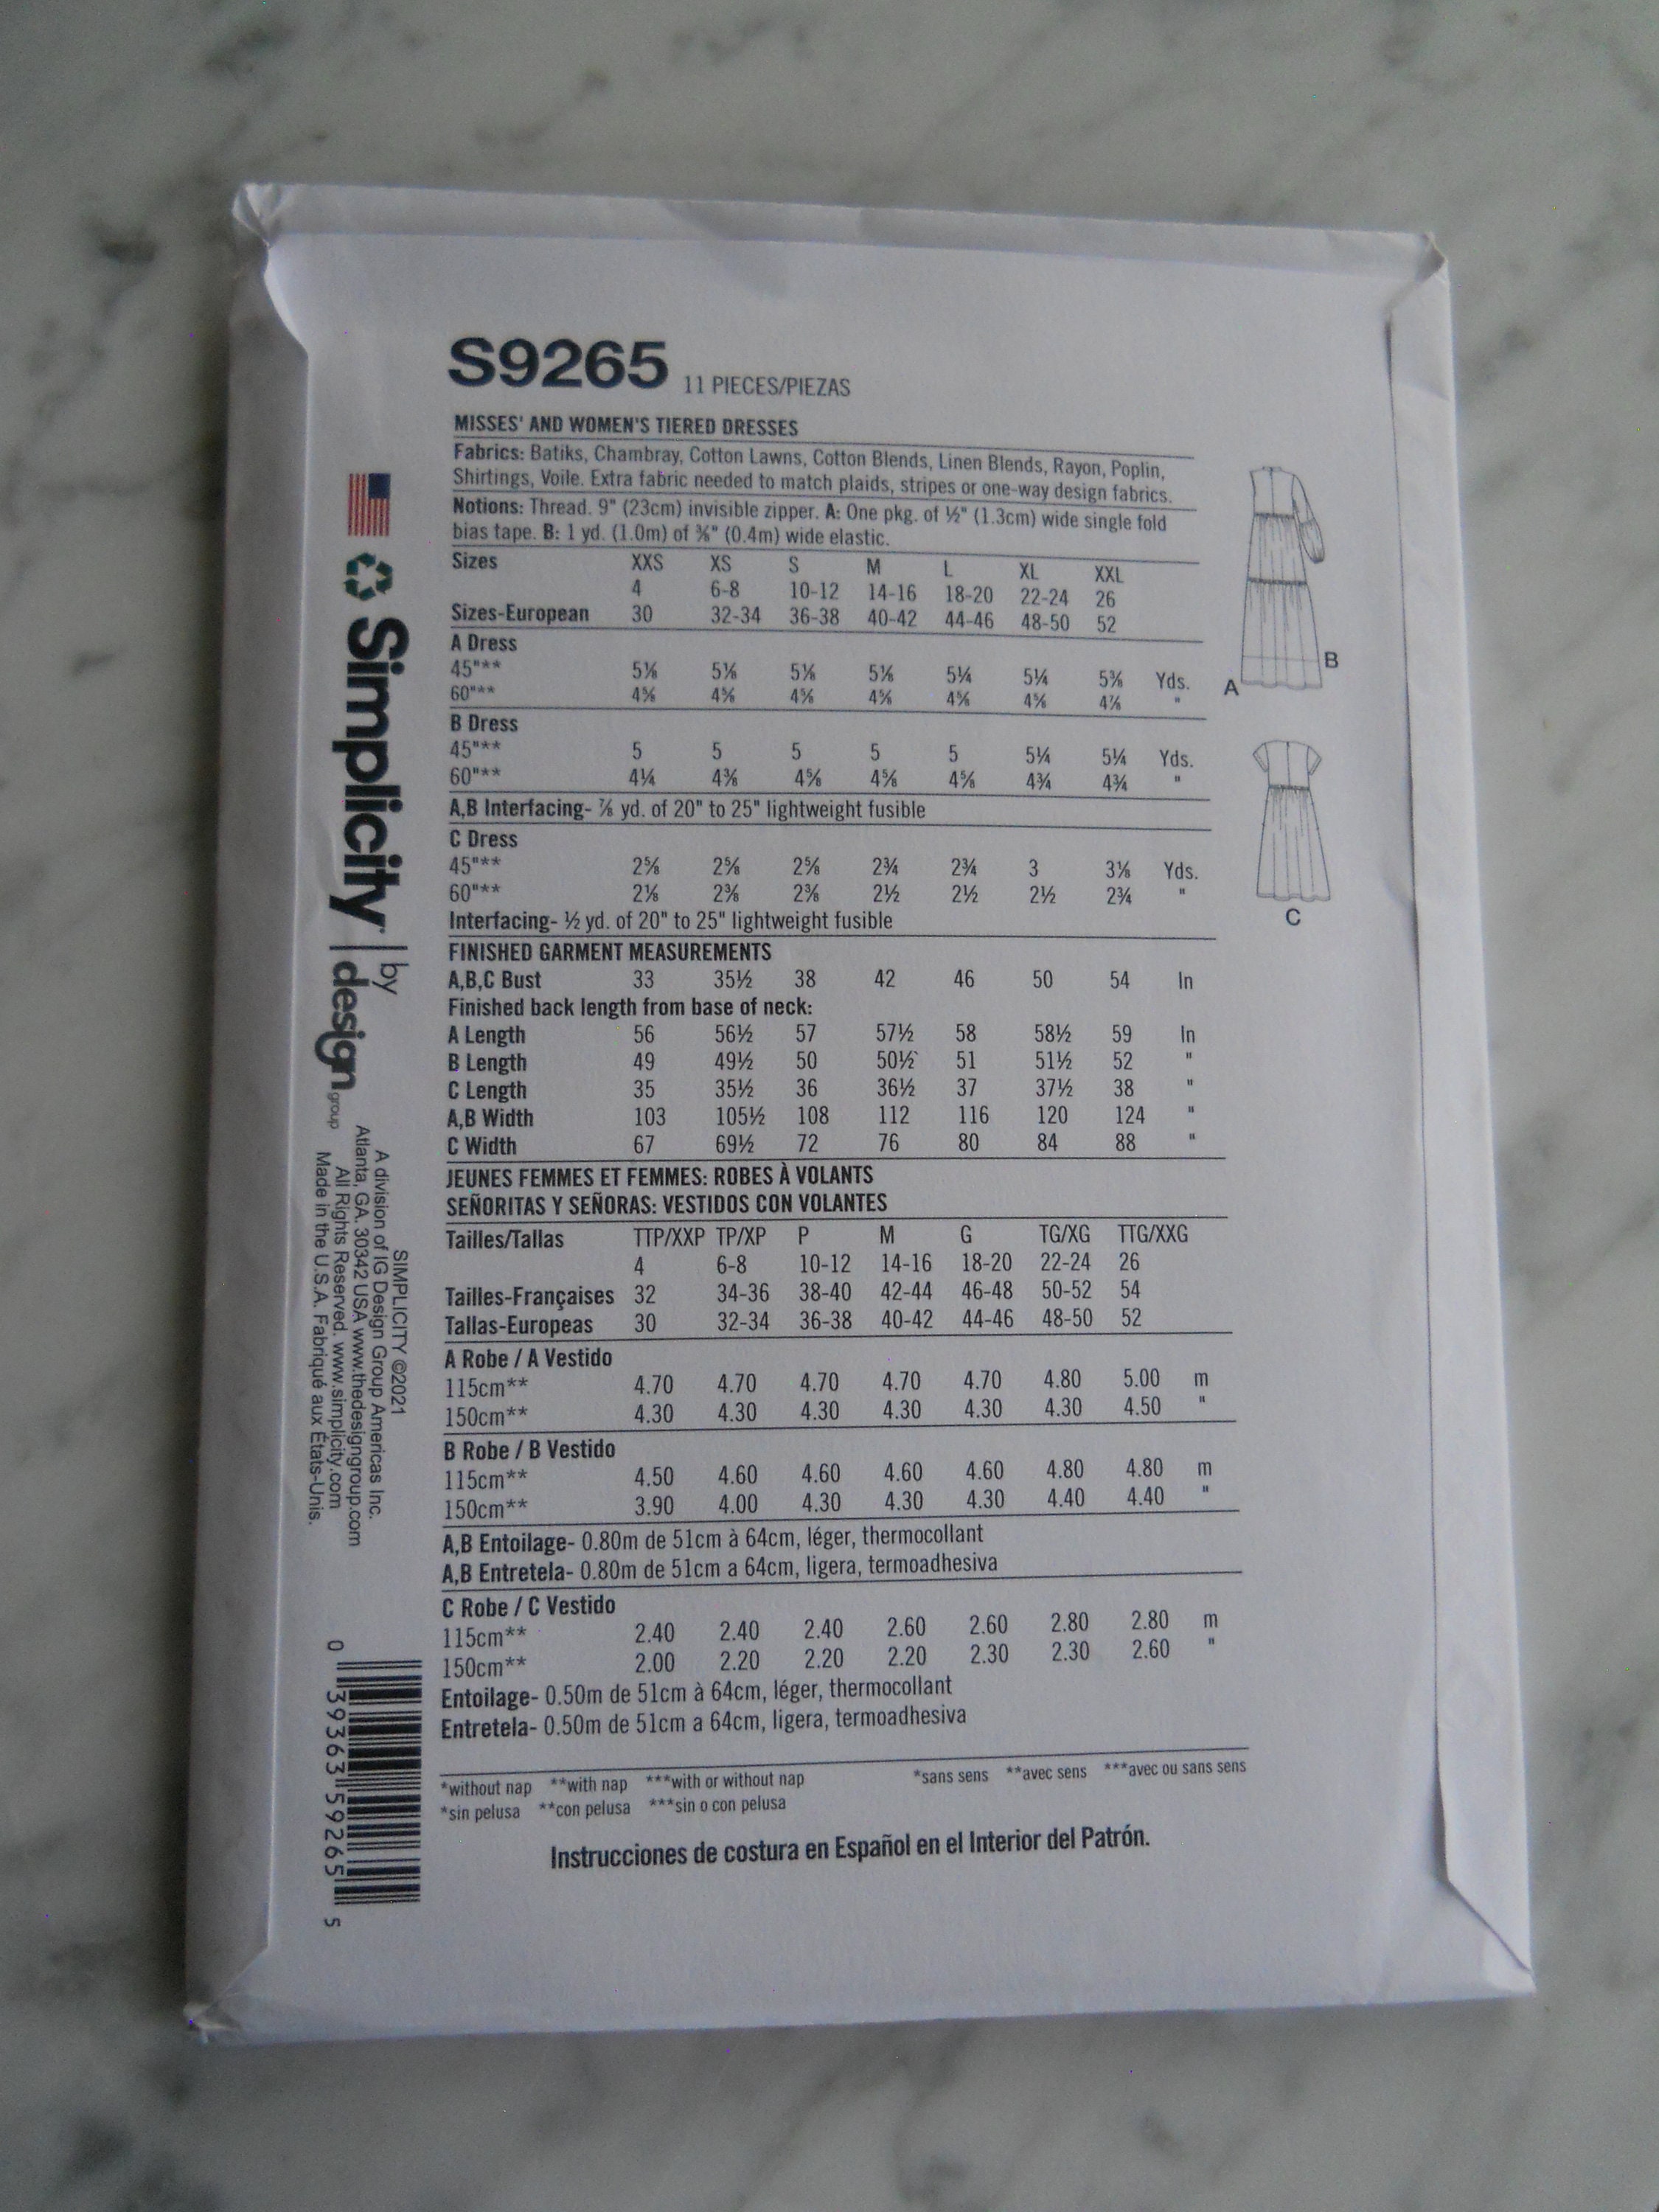 S9265 11 PIECES/PIEZAS
MISSES' AND WOMEN'S TIERED DRESSES
Fabrics: Batiks, Chambray, Cotton Lawns, Cotton Blends, Linen Blends, Rayon, Poplin,
Shirtings, Voile. Extra fabric needed to match plaids, stripes or one-way design fabrics.
Notions: Thread. 9" (23cm) invisible zipper. A: One pkg. of ½" (1.3cm) wide single fold
bias tape. B: 1 yd. (1.0m) of ⅜" (0.4m) wide elastic.
Sizes XXS XS S M L XL XXL
4 6-8 10-12 14-16 18-20 22-24 26
Sizes-European 30 32-34 36-38 40-42 44-46 48-50 52
A Dress
45"** 5⅛ 5⅛ 5⅛ 5⅛ 5¼ 5¼ 5⅜ Yds.
60"** 4⅝ 4⅝ 4⅝ 4⅝ 4⅝ 4⅝ 4⅞ "
B Dress
45"** 5 5 5 5 5 5¼ 5¼ Yds.
60"** 4¼ 4⅜ 4⅝ 4⅝ 4⅝ 4¾ 4¾ "
A,B Interfacing- ⅞ yd. of 20" to 25" lightweight fusible
C Dress
45"** 2⅝ 2⅝ 2⅝ 2¾ 2¾ 3 3⅛ Yds.
60"** 2⅛ 2⅜ 2⅜ 2½ 2½ 2½ 2¾ "
Interfacing- ½ yd. of 20" to 25" lightweight fusible
FINISHED GARMENT MEASUREMENTS
A,B,C Bust 33 35½ 38 42 46 50 54 In
Finished back length from base of neck:
A Length 56 56½ 57 57½ 58 58½ 59 In
B Length 49 49½ 50 50½ 51 51½ 52 "
C Length 35 35½ 36 36½ 37 37½ 38 "
A,B Width 103 105½ 108 112 116 120 124 "
C Width 67 69½ 72 76 80 84 88 "
JEUNES FEMMES ET FEMMES: ROBES À VOLANTS
SEÑORITAS Y SEÑORAS: VESTIDOS CON VOLANTES
Tailles/Tallas TTP/XXP TP/XP P M G TG/XG TTG/XXG
4 6-8 10-12 14-16 18-20 22-24 26
Tailles-Françaises 32 34-36 38-40 42-44 46-48 50-52 54
Tallas-Europeas 30 32-34 36-38 40-42 44-46 48-50 52
A Robe / A Vestido
115cm** 4.70 4.70 4.70 4.70 4.70 4.80 5.00 m
150cm** 4.30 4.30 4.30 4.30 4.30 4.30 4.50 "
B Robe / B Vestido
115cm** 4.50 4.60 4.60 4.60 4.60 4.80 4.80 m
150cm** 3.90 4.00 4.30 4.30 4.30 4.40 4.40 "
A,B Entoilage- 0.80m de 51cm à 64cm, léger, thermocollant
A,B Entretela- 0.80m de 51cm a 64cm, ligera, termoadhesiva
C Robe / C Vestido
115cm** 2.40 2.40 2.40 2.60 2.60 2.80 2.80 m
150cm** 2.00 2.20 2.20 2.20 2.30 2.30 2.60 "
Entoilage- 0.50m de 51cm à 64cm, léger, thermocollant
Entretela- 0.50m de 51cm a 64cm, ligera, termoadhesiva
*without nap **with nap ***with or without nap *sans sens **avec sens ***avec ou sans sens
*sin pelusa **con pelusa ***sin o con pelusa
Instrucciones de costura en Español en el Interior del Patrón.
A
B
C
Simplicity | by design group
SIMPLICITY ©2021
A division of IG Design Group Americas Inc.
Atlanta, GA. 30342 USA www.thedesigngroup.com
All Rights Reserved. www.simplicity.com
Made in the U.S.A. Fabriqué aux États-Unis.
0 39363 59265 5